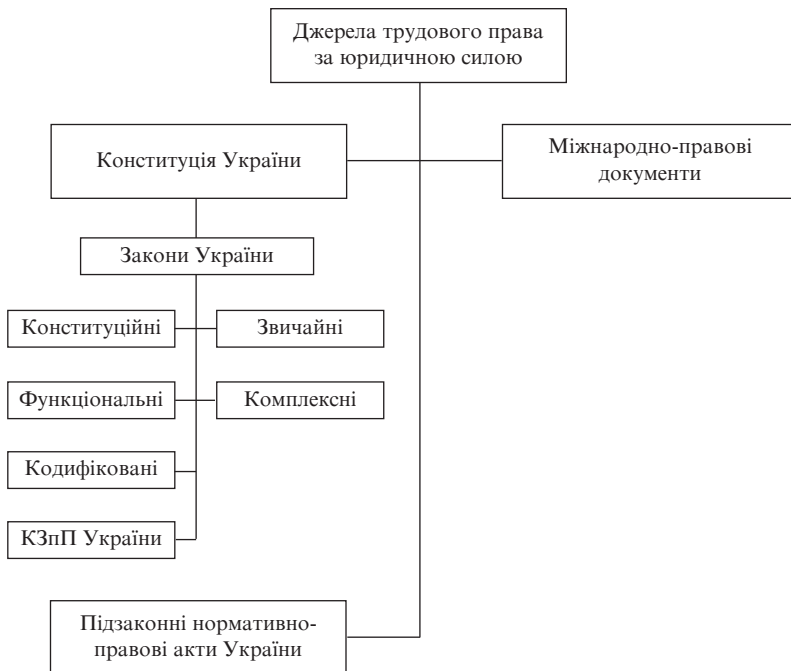 Джерела трудового права
за юридичною силою
Конституція України
Міжнародно-правові
документи
Закони України
Конституційні
Звичайні
Функціональні
Комплексні
Кодифіковані
КЗпП України
Підзаконні нормативно-
правові акти України